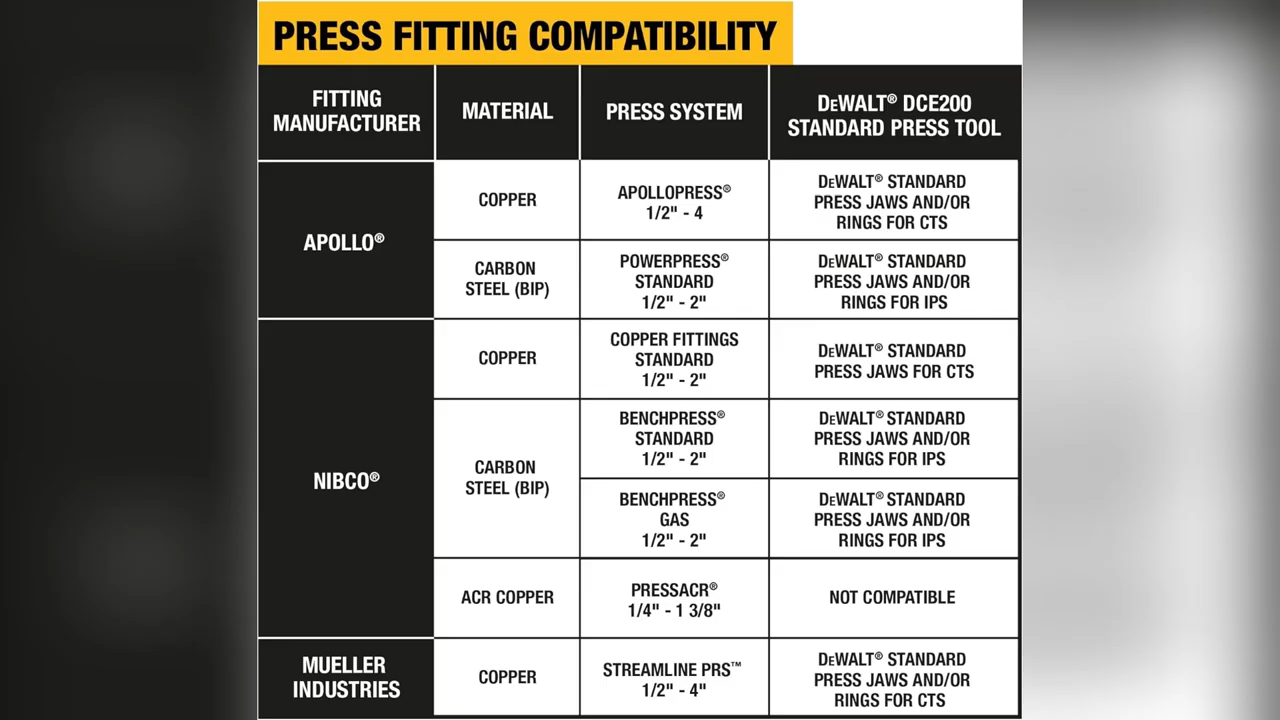 PRESS FITTING COMPATIBILITY
FITTING
MANUFACTURER
MATERIAL
PRESS SYSTEM
DEWALT® DCE200
STANDARD PRESS TOOL
APOLLO®
COPPER
APOLLOPRESS®
1/2" - 4
DEWALT® STANDARD
PRESS JAWS AND/OR
RINGS FOR CTS
CARBON
STEEL (BIP)
POWERPRESS®
STANDARD
1/2" - 2"
DEWALT® STANDARD
PRESS JAWS AND/OR
RINGS FOR IPS
NIBCO®
COPPER
COPPER FITTINGS
STANDARD
1/2" - 2"
DEWALT® STANDARD
PRESS JAWS FOR CTS
CARBON
STEEL (BIP)
BENCHPRESS®
STANDARD
1/2" - 2"
DEWALT® STANDARD
PRESS JAWS AND/OR
RINGS FOR IPS
BENCHPRESS®
GAS
1/2" - 2"
DEWALT® STANDARD
PRESS JAWS AND/OR
RINGS FOR IPS
ACR COPPER
PRESSACR®
1/4" - 1 3/8"
NOT COMPATIBLE
MUELLER
INDUSTRIES
COPPER
STREAMLINE PRS™
1/2" - 4"
DEWALT® STANDARD
PRESS JAWS AND/OR
RINGS FOR CTS